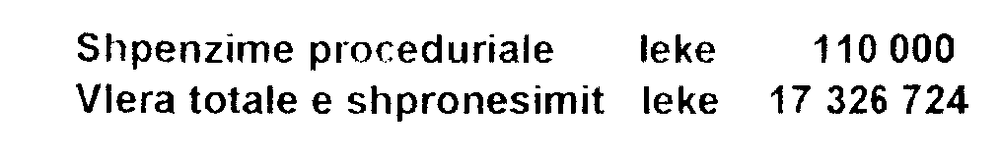 Shpenzime proceduriale leke 110 000
Vlera totale e shpronesimit leke 17 326 724